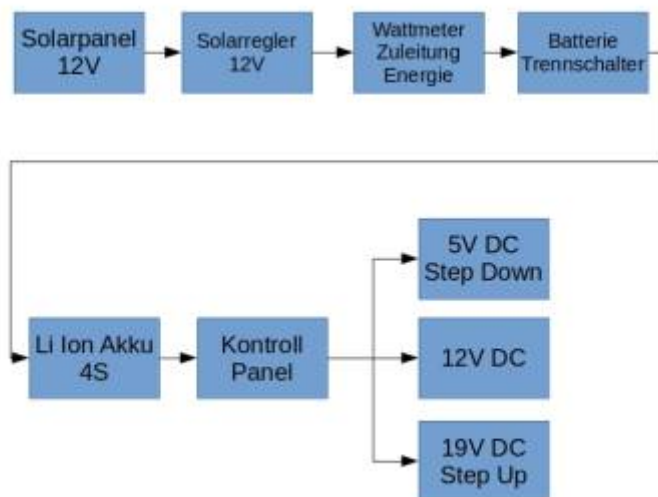 Solarpanel
12V
Solarregler
12V
Wattmeter
Zuleitung
Energie
Batterie
Trennschalter
Li Ion Akku
4S
Kontroll
Panel
5V DC
Step Down
12V DC
19V DC
Step Up